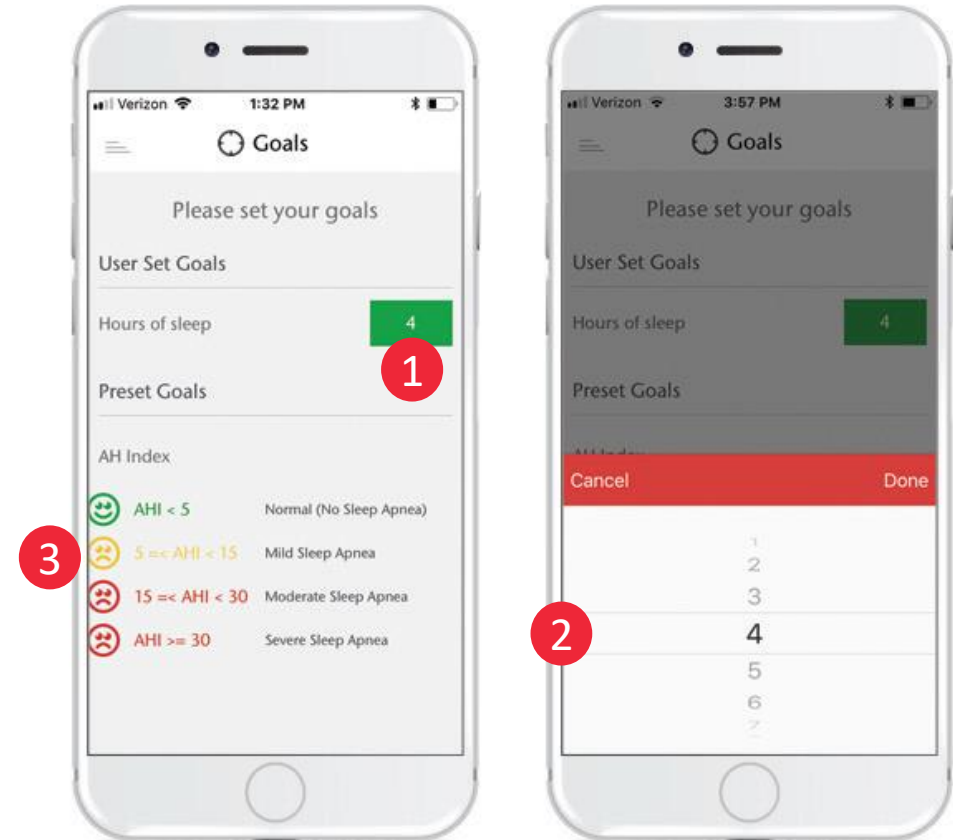 Verizon 1:32 PM
Goals
Please set your goals
User Set Goals
Hours of sleep 4
1
Preset Goals
AH Index
AHI < 5 Normal (No Sleep Apnea)
3
5 =< AHI < 15 Mild Sleep Apnea
15 =< AHI < 30 Moderate Sleep Apnea
AHI >= 30 Severe Sleep Apnea
Verizon 3:57 PM
Goals
Please set your goals
User Set Goals
Hours of sleep 4
Preset Goals
AH Index
Cancel Done
1
2
3
2
4
5
6
7